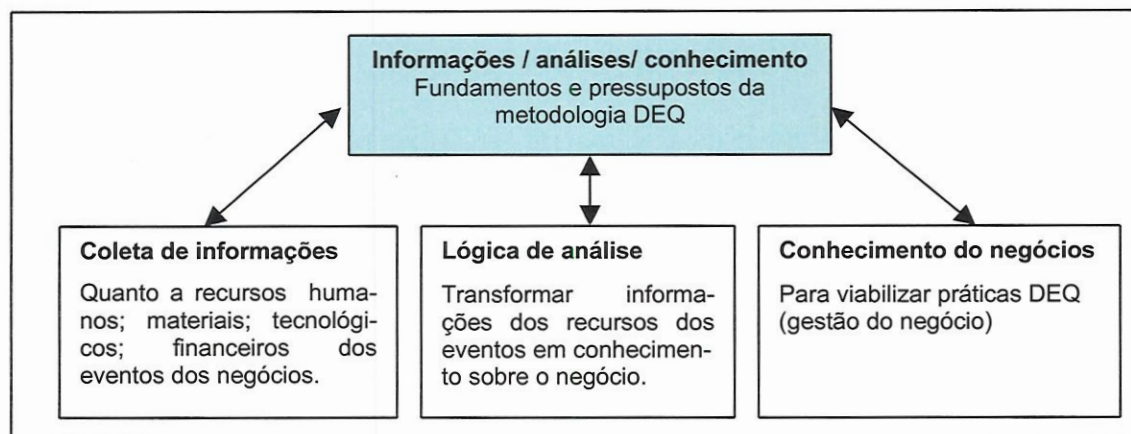 Informações / análises/ conhecimento
Fundamentos e pressupostos da
metodologia DEQ
Coleta de informações
Quanto a recursos huma-
nos; materiais; tecnológi-
cos; financeiros dos
eventos dos negócios.
Lógica de análise
Transformar informa-
ções dos recursos dos
eventos em conhecimen-
to sobre o negócio.
Conhecimento do negócios
Para viabilizar práticas DEQ
(gestão do negócio)